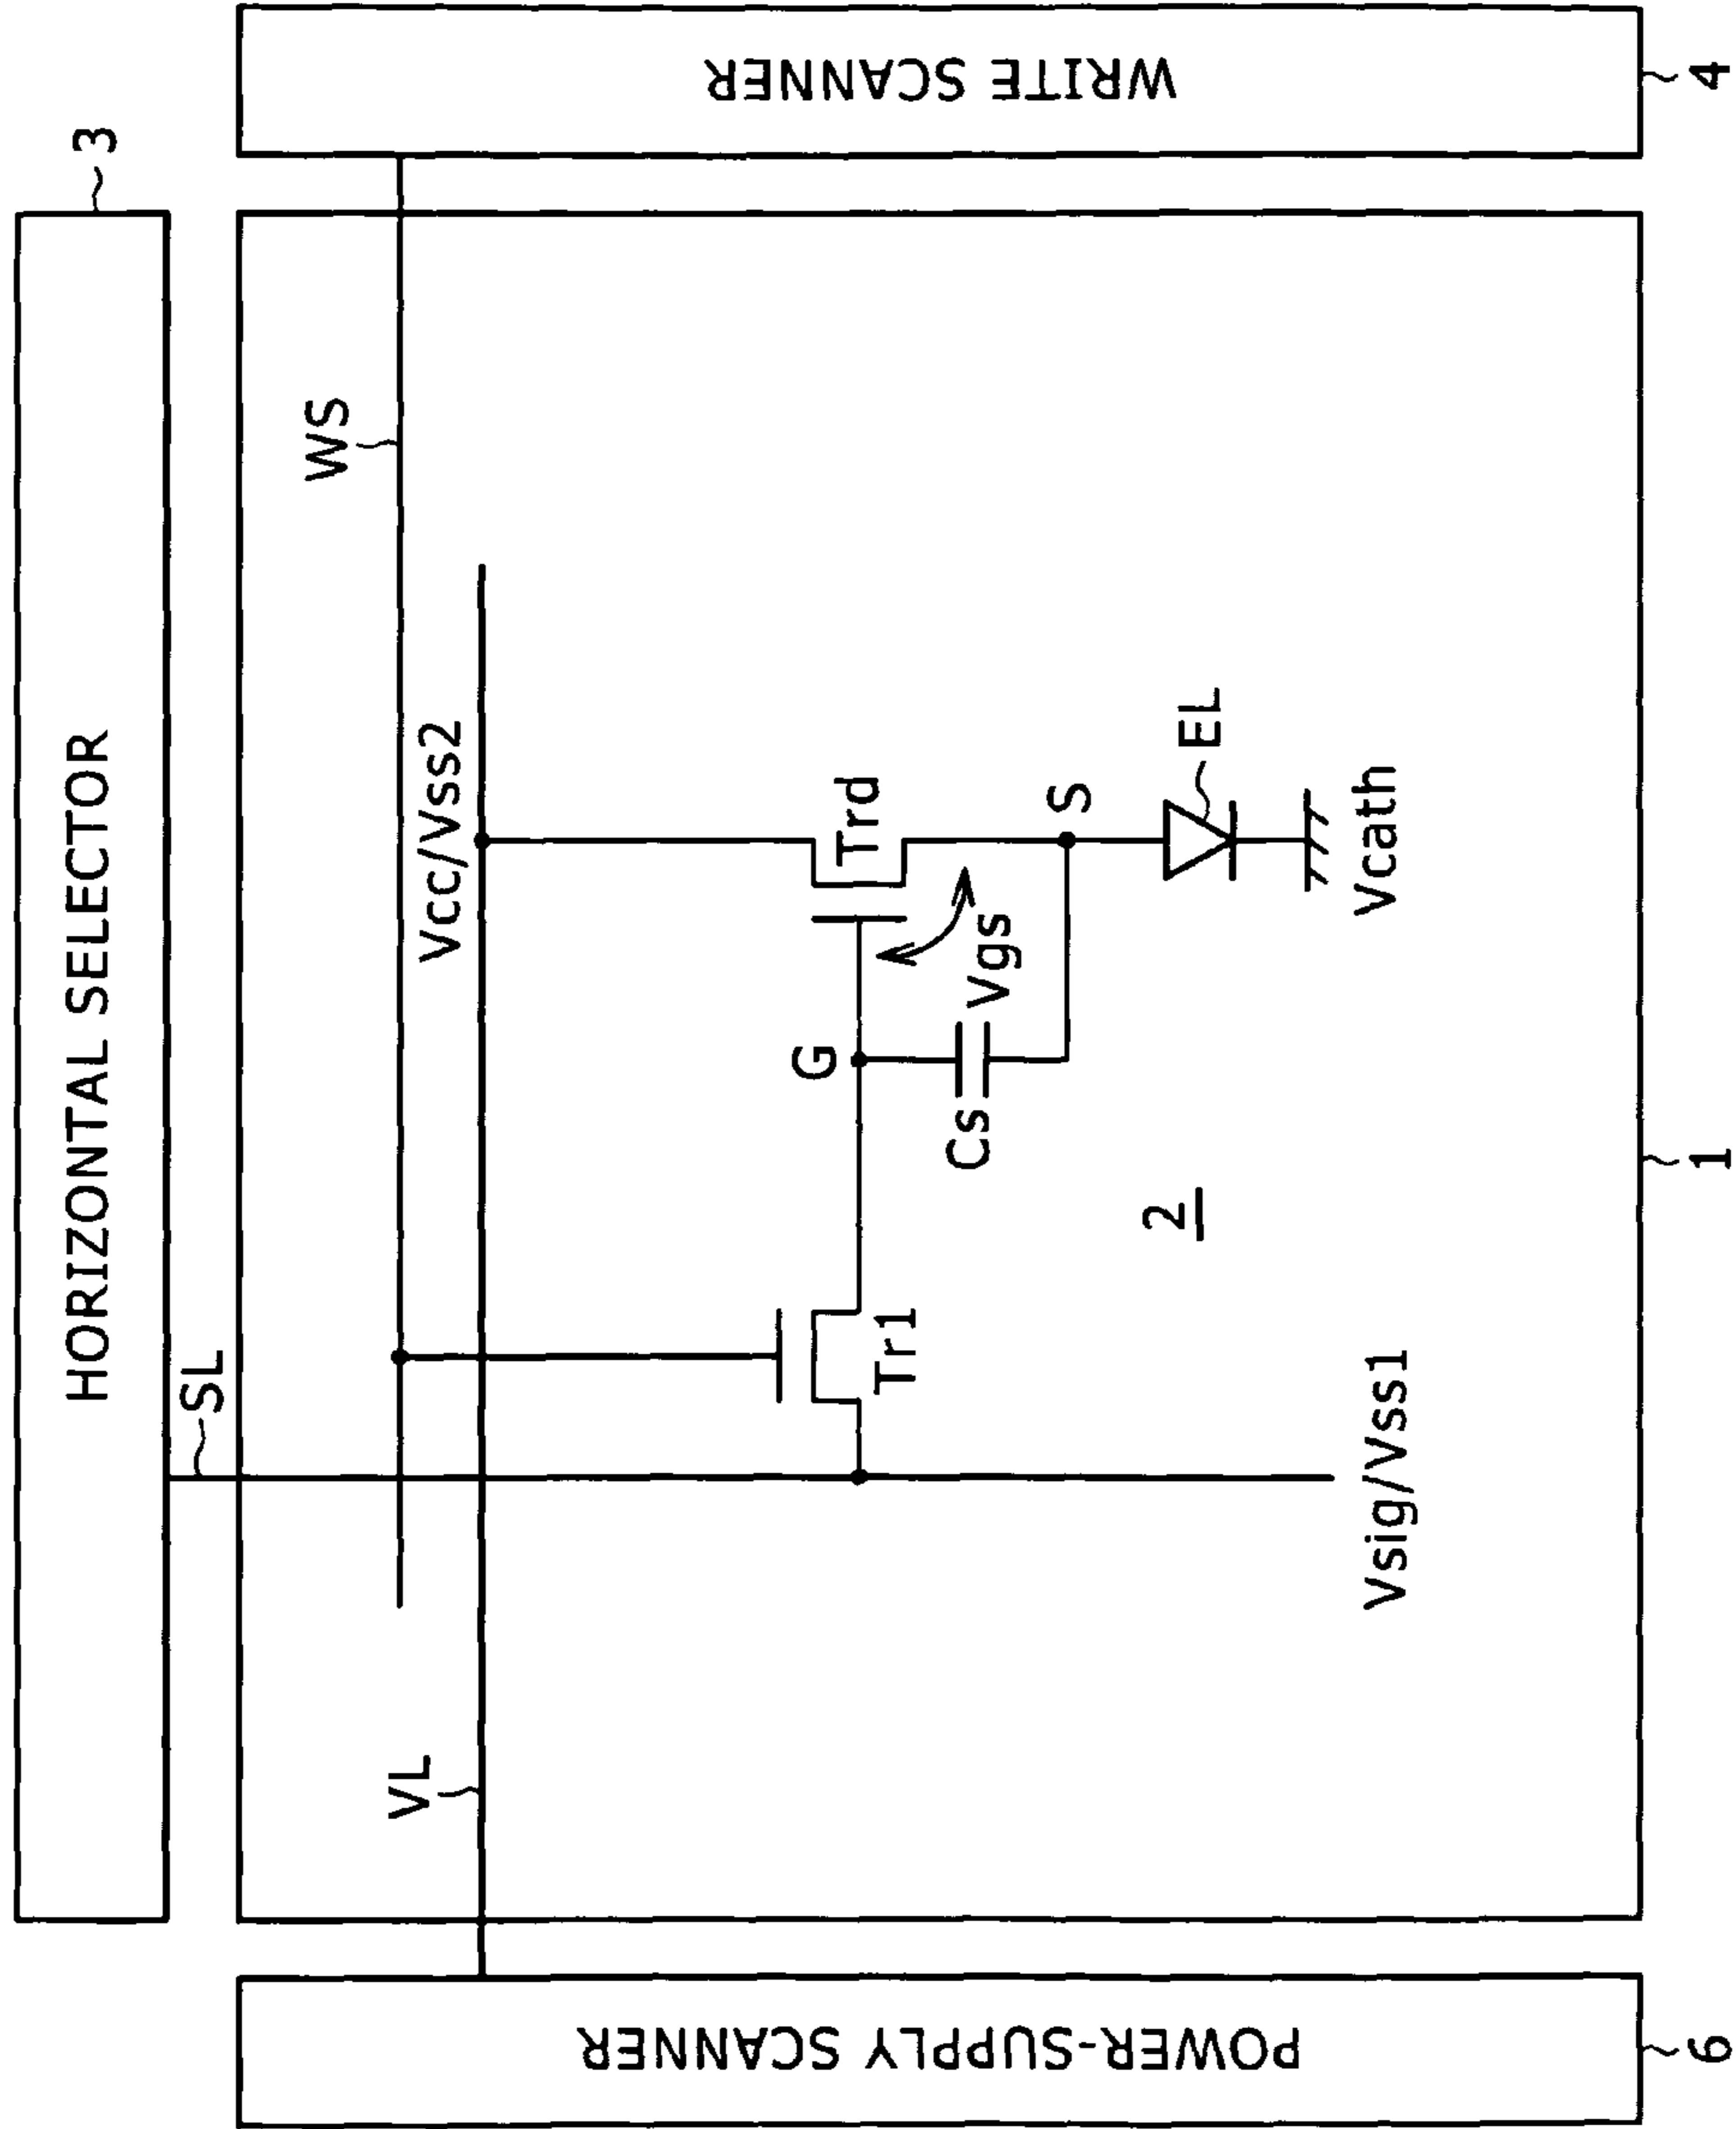 HORIZONTAL SELECTOR
3
SL
WRITE SCANNER
4
POWER-SUPPLY SCANNER
6
WS
VL
Vcc/Vss2
Trd
G
Vgs
Cs
S
EL
Vcath
Tr1
2
Vsig/Vss1
1